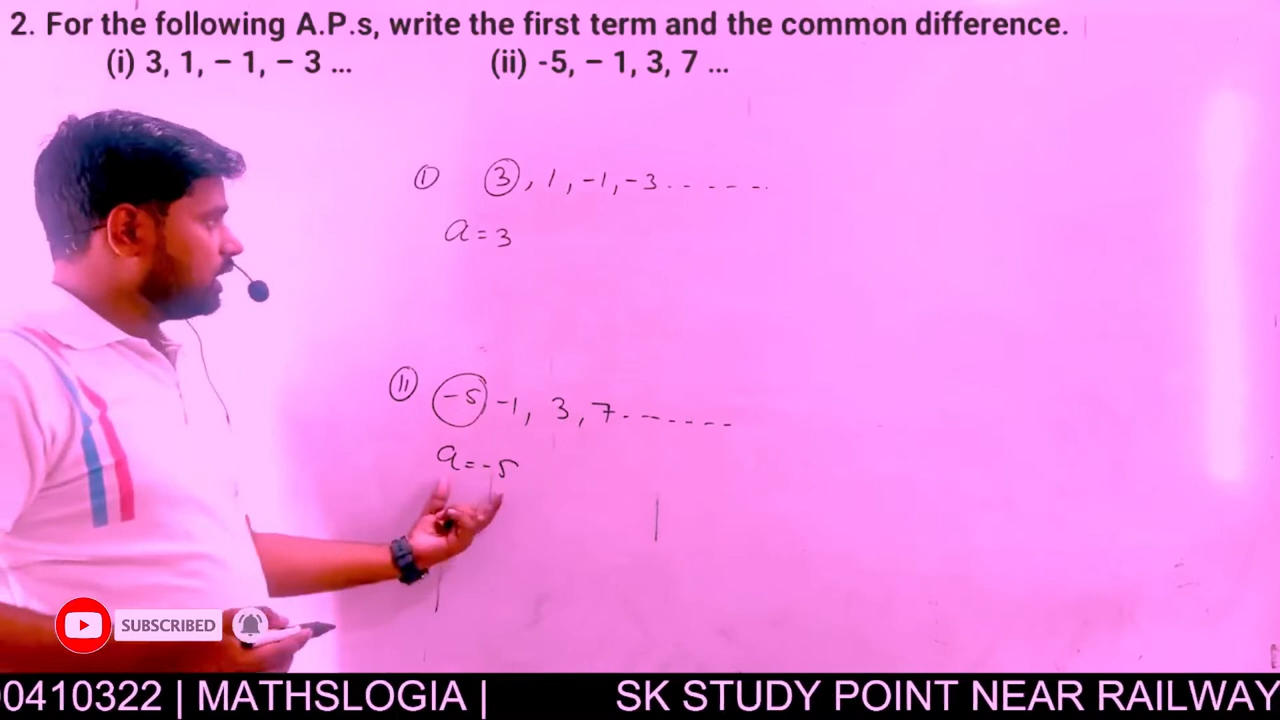 2. For the following A.P.s, write the first term and the common difference.
(i) 3, 1, – 1, – 3 ... (ii) -5, – 1, 3, 7 ...
(i) 3, 1, -1, -3 . - - - - - .
a = 3
(ii) -5 -1, 3, 7 . - - - - - -
a = -5
SUBSCRIBED
00410322 | MATHSLOGIA | SK STUDY POINT NEAR RAILWAY